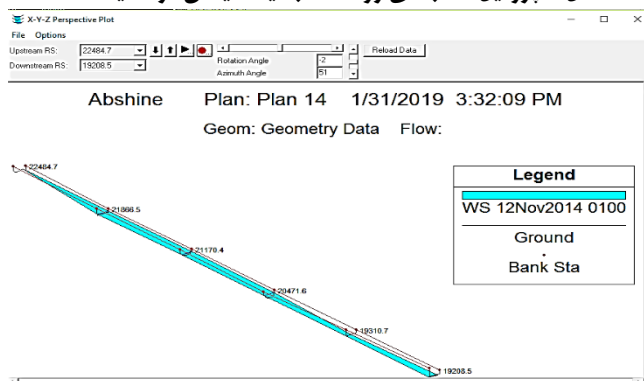 X-Y-Z Perspective Plot
File Options
Upstream RS: 22484.7
Downstream RS: 19208.5
Rotation Angle -2
Azimuth Angle 51
Reload Data
Abshine Plan: Plan 14 1/31/2019 3:32:09 PM
Geom: Geometry Data Flow:
22484.7
21866.5
21170.4
20471.6
19310.7
19208.5
Legend
WS 12Nov2014 0100
Ground
Bank Sta